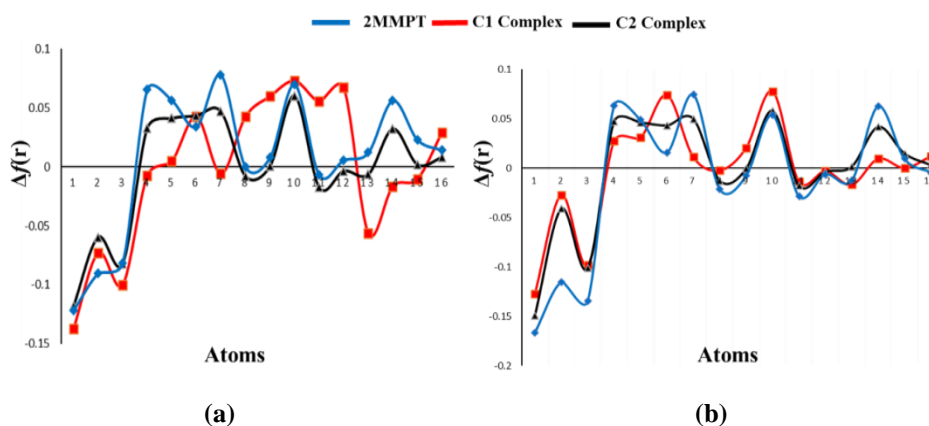 2MMPT C1 Complex C2 Complex
0.1
0.05
0
-0.05
-0.1
-0.15
Δf(r)
1 2 3 4 5 6 7 8 9 10 11 12 13 14 15 16
Atoms
(a)
0.1
0.05
0
-0.05
-0.1
-0.15
-0.2
Δf(r)
1 2 3 4 5 6 7 8 9 10 11 12 14 15
Atoms
(b)